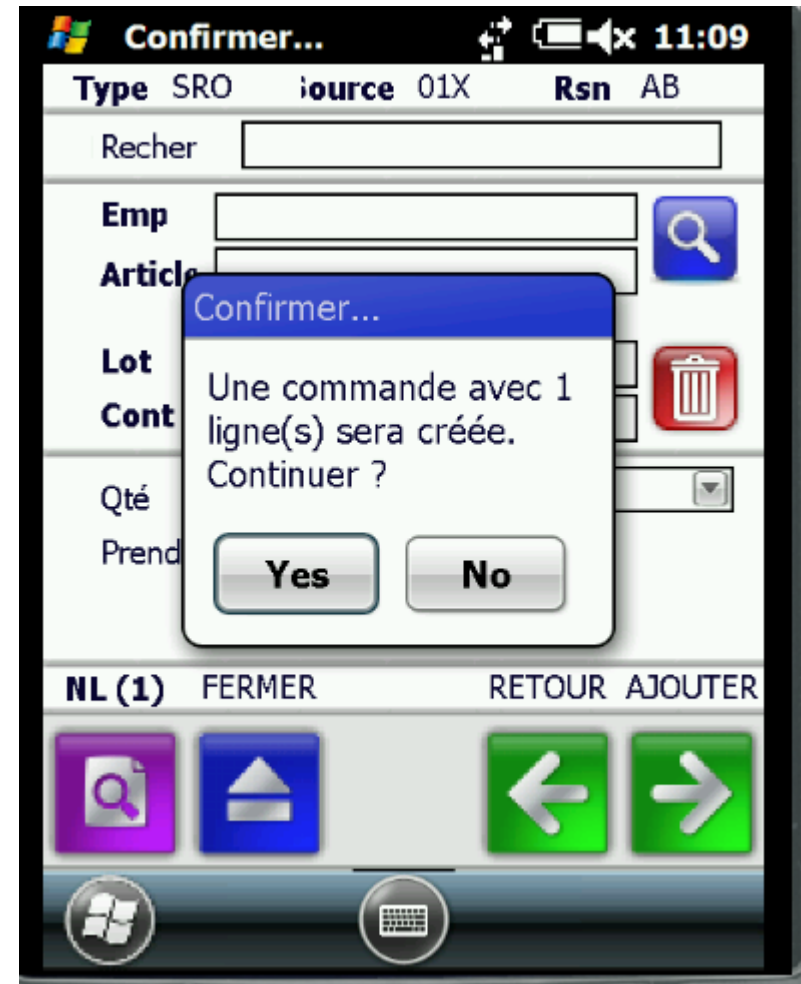 Confirmer... 11:09
Type SRO ource 01X Rsn AB
Recher
Emp
Article
Confirmer...
Lot
Une commande avec 1
Cont
ligne(s) sera créée.
Continuer ?
Qté
Prend
Yes No
NL (1) FERMER RETOUR AJOUTER